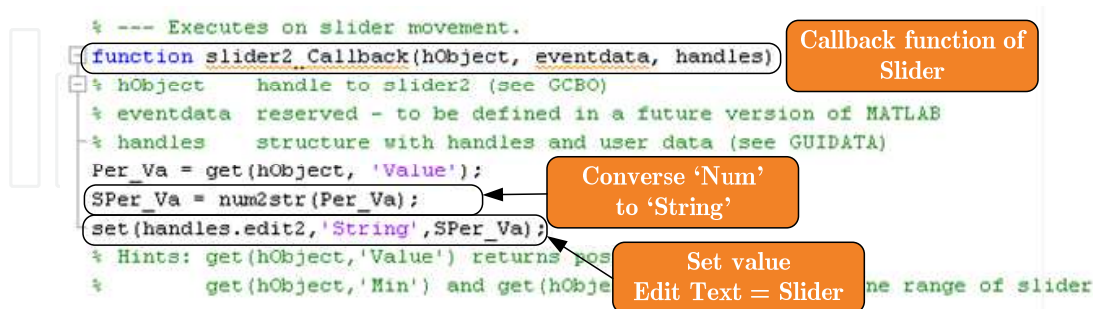 % --- Executes on slider movement.
function slider2_Callback(hObject, eventdata, handles)
Callback function of
Slider
% hObject    handle to slider2 (see GCBO)
% eventdata  reserved - to be defined in a future version of MATLAB
% handles    structure with handles and user data (see GUIDATA)
Per_Va = get(hObject, 'Value');
Converse ‘Num’
to ‘String’
SPer_Va = num2str(Per_Va);
set(handles.edit2,'String',SPer_Va);
% Hints: get(hObject,'Value') returns pos
Set value
Edit Text = Slider
%        get(hObject,'Min') and get(hObje ne range of slider